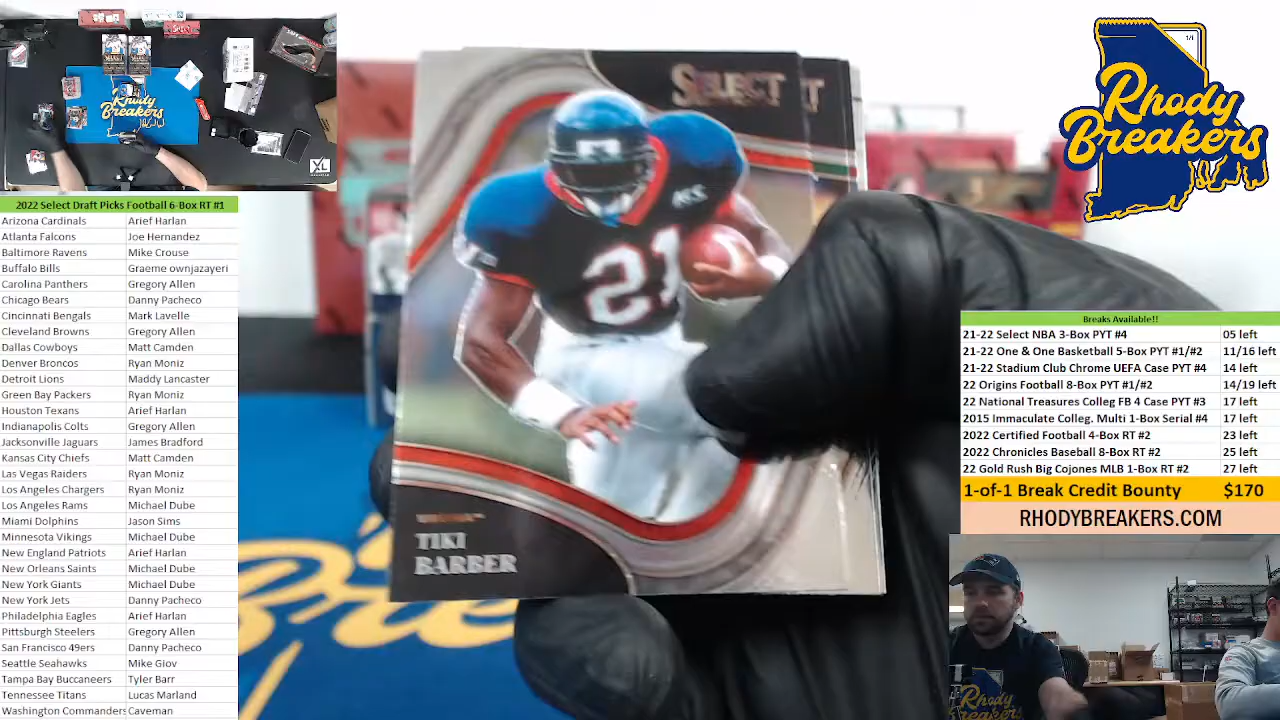 2022 Select Draft Picks Football 6-Box RT #1
Arizona Cardinals Arief Harlan
Atlanta Falcons Joe Hernandez
Baltimore Ravens Mike Crouse
Buffalo Bills Graeme ownjazayeri
Carolina Panthers Gregory Allen
Chicago Bears Danny Pacheco
Cincinnati Bengals Mark Lavelle
Cleveland Browns Gregory Allen
Dallas Cowboys Matt Camden
Denver Broncos Ryan Moniz
Detroit Lions Maddy Lancaster
Green Bay Packers Ryan Moniz
Houston Texans Arief Harlan
Indianapolis Colts Gregory Allen
Jacksonville Jaguars James Bradford
Kansas City Chiefs Matt Camden
Las Vegas Raiders Ryan Moniz
Los Angeles Chargers Ryan Moniz
Los Angeles Rams Michael Dube
Miami Dolphins Jason Sims
Minnesota Vikings Michael Dube
New England Patriots Arief Harlan
New Orleans Saints Michael Dube
New York Giants Michael Dube
New York Jets Danny Pacheco
Philadelphia Eagles Arief Harlan
Pittsburgh Steelers Gregory Allen
San Francisco 49ers Danny Pacheco
Seattle Seahawks Mike Giov
Tampa Bay Buccaneers Tyler Barr
Tennessee Titans Lucas Marland
Washington Commanders Caveman
Rhody
Breakers
SELECT
21
TIKI
BARBER
1/1
Rhody
Breakers
Breaks Available!!
21-22 Select NBA 3-Box PYT #4 05 left
21-22 One & One Basketball 5-Box PYT #1/#2 11/16 left
21-22 Stadium Club Chrome UEFA Case PYT #4 14 left
22 Origins Football 8-Box PYT #1/#2 14/19 left
22 National Treasures Colleg FB 4 Case PYT #3 17 left
2015 Immaculate Colleg. Multi 1-Box Serial #4 17 left
2022 Certified Football 4-Box RT #2 23 left
2022 Chronicles Baseball 8-Box RT #2 25 left
22 Gold Rush Big Cojones MLB 1-Box RT #2 27 left
1-of-1 Break Credit Bounty $170
RHODYBREAKERS.COM
Rhody
Breakers